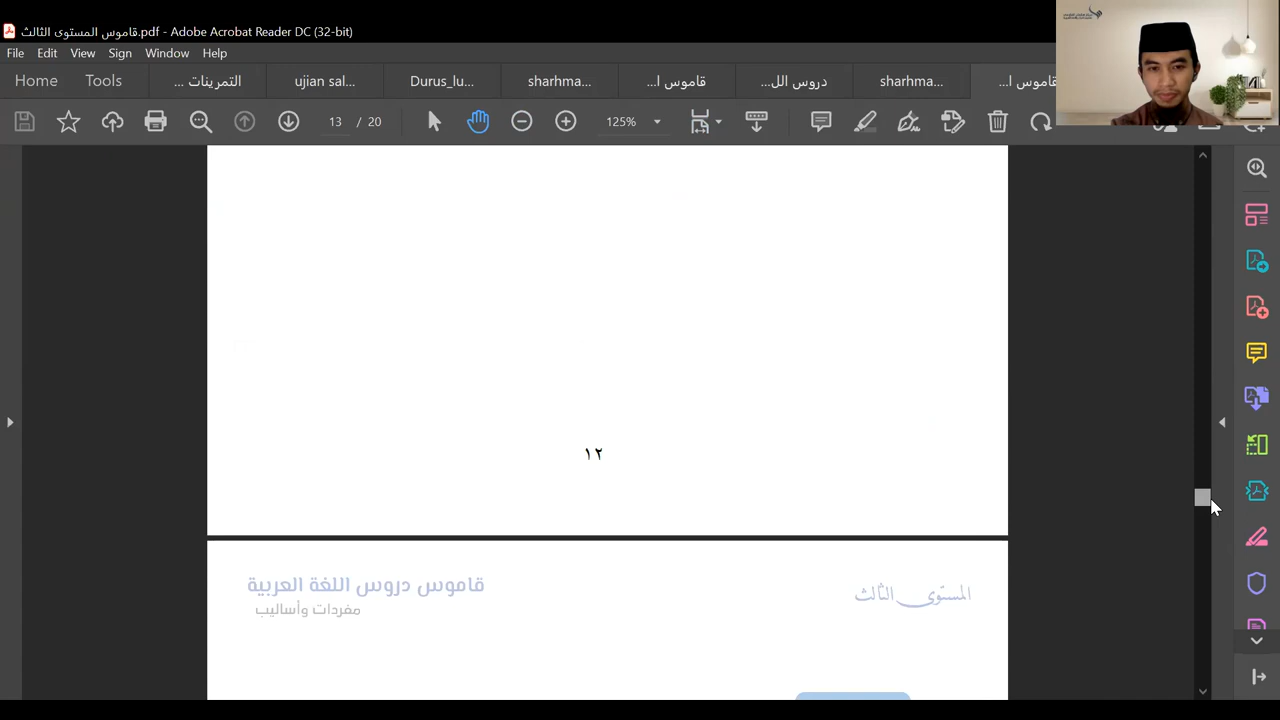 قاموس المستوى الثالث.pdf - Adobe Acrobat Reader DC (32-bit)
File Edit View Sign Window Help
Home Tools التمرينات ... ujian sal... Durus_lu... sharhma... قاموس ا... دروس الل... sharhma... قاموس ا...
13 / 20 125%
١٢
المستوى الثالث
قاموس دروس اللغة العربية
مفردات وأساليب